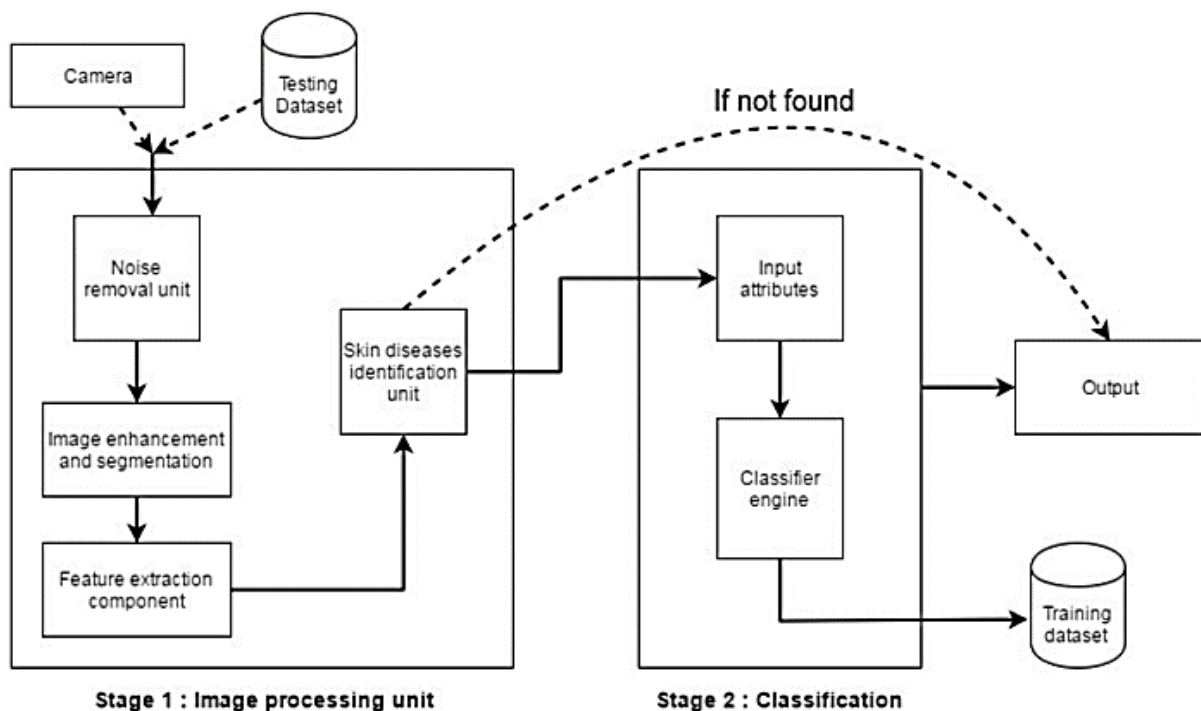 Camera
Testing
Dataset
If not found
Noise
removal unit
Skin diseases
identification
unit
Input
attributes
Output
Image enhancement
and segmentation
Classifier
engine
Feature extraction
component
Training
dataset
Stage 1 : Image processing unit
Stage 2 : Classification